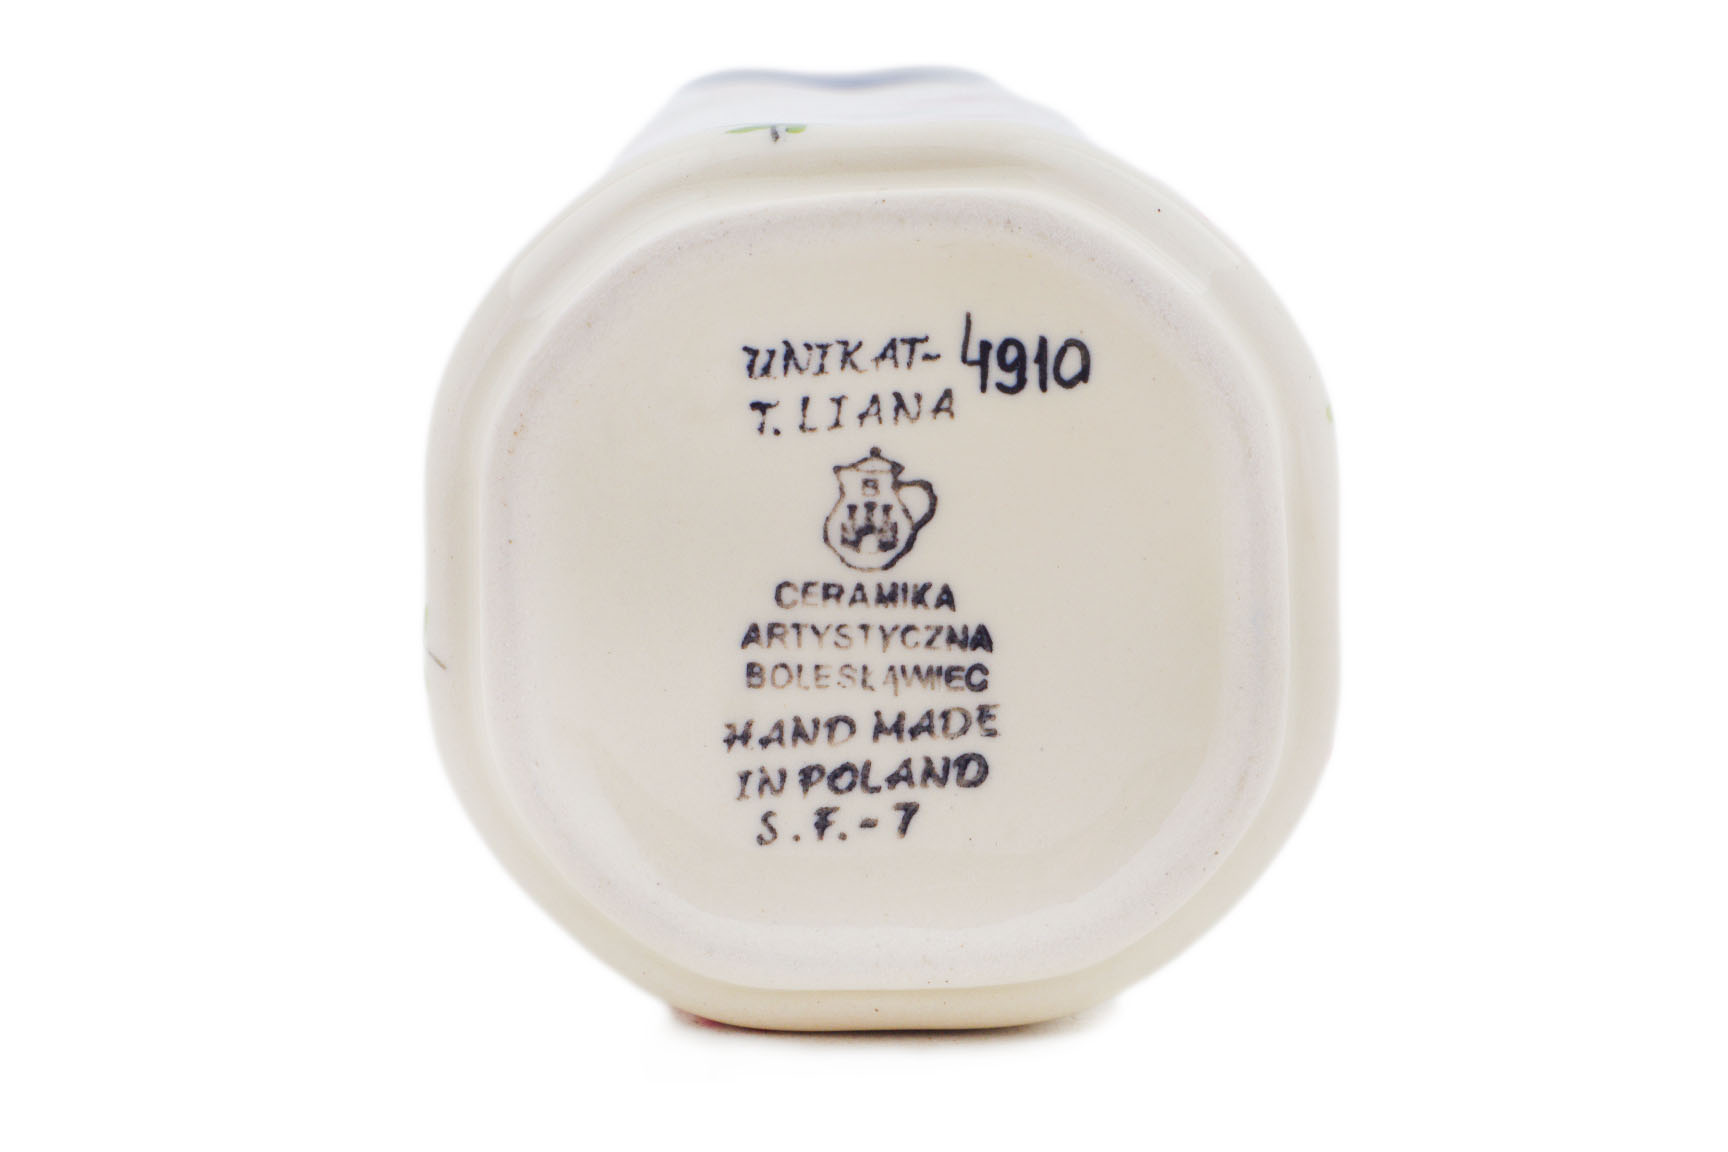 UNIKAT- 4910
T. LIANA
B
CERAMIKA
ARTYSTYCZNA
BOLESŁAWIEC
HAND MADE
IN POLAND
S.F.-7